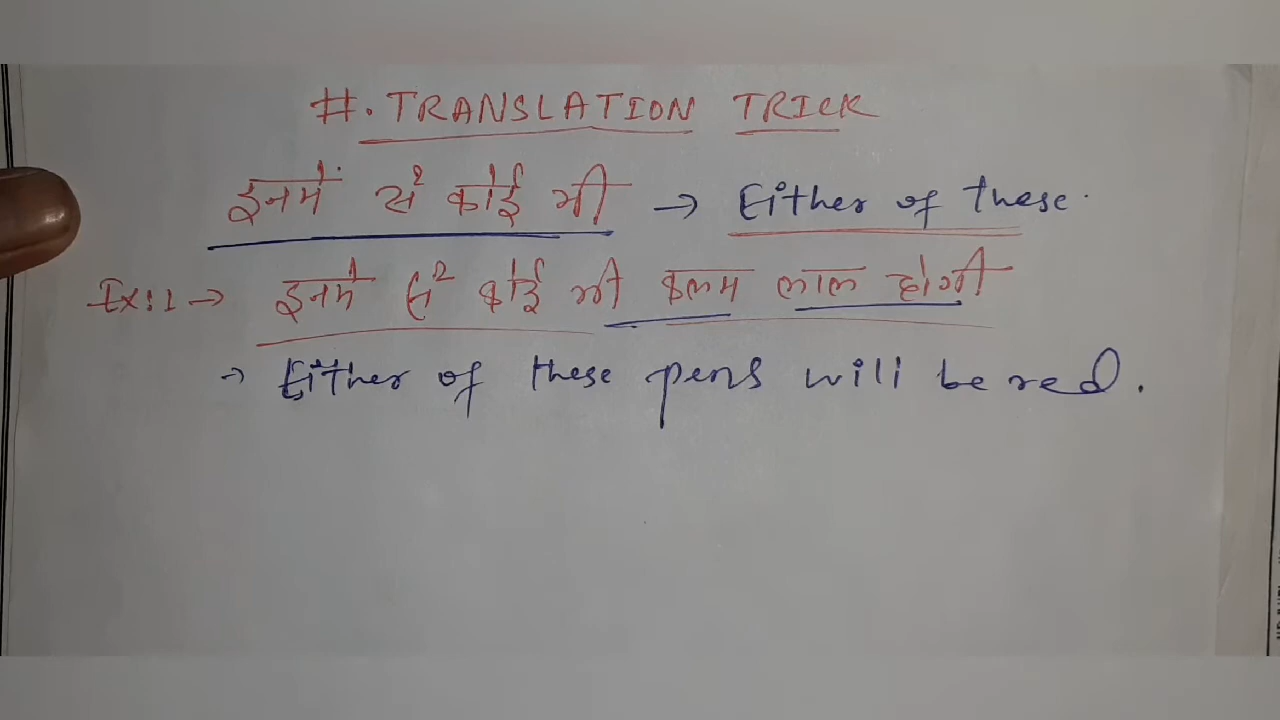 #. TRANSLATION TRICK
इनमें से कोई भी → Either of these.
Ex:1 → इनमें से कोई भी कलम लाल होगी
→ Either of these pens will be red.